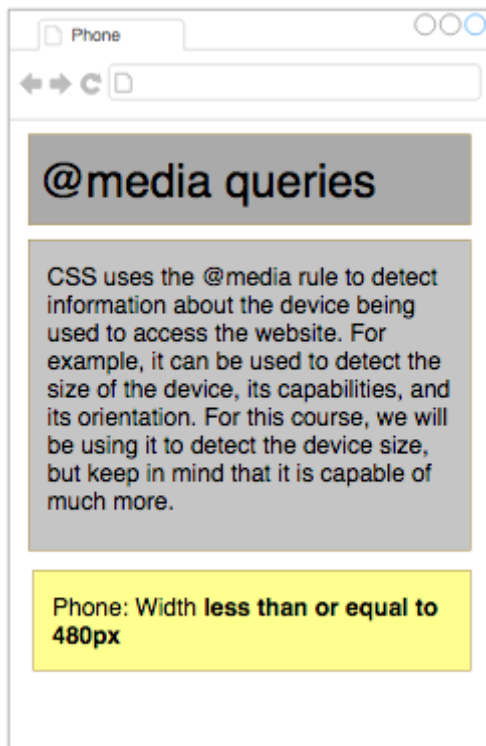 Phone
@media queries
CSS uses the @media rule to detect
information about the device being
used to access the website. For
example, it can be used to detect the
size of the device, its capabilities, and
its orientation. For this course, we will
be using it to detect the device size,
but keep in mind that it is capable of
much more.
Phone: Width less than or equal to
480px